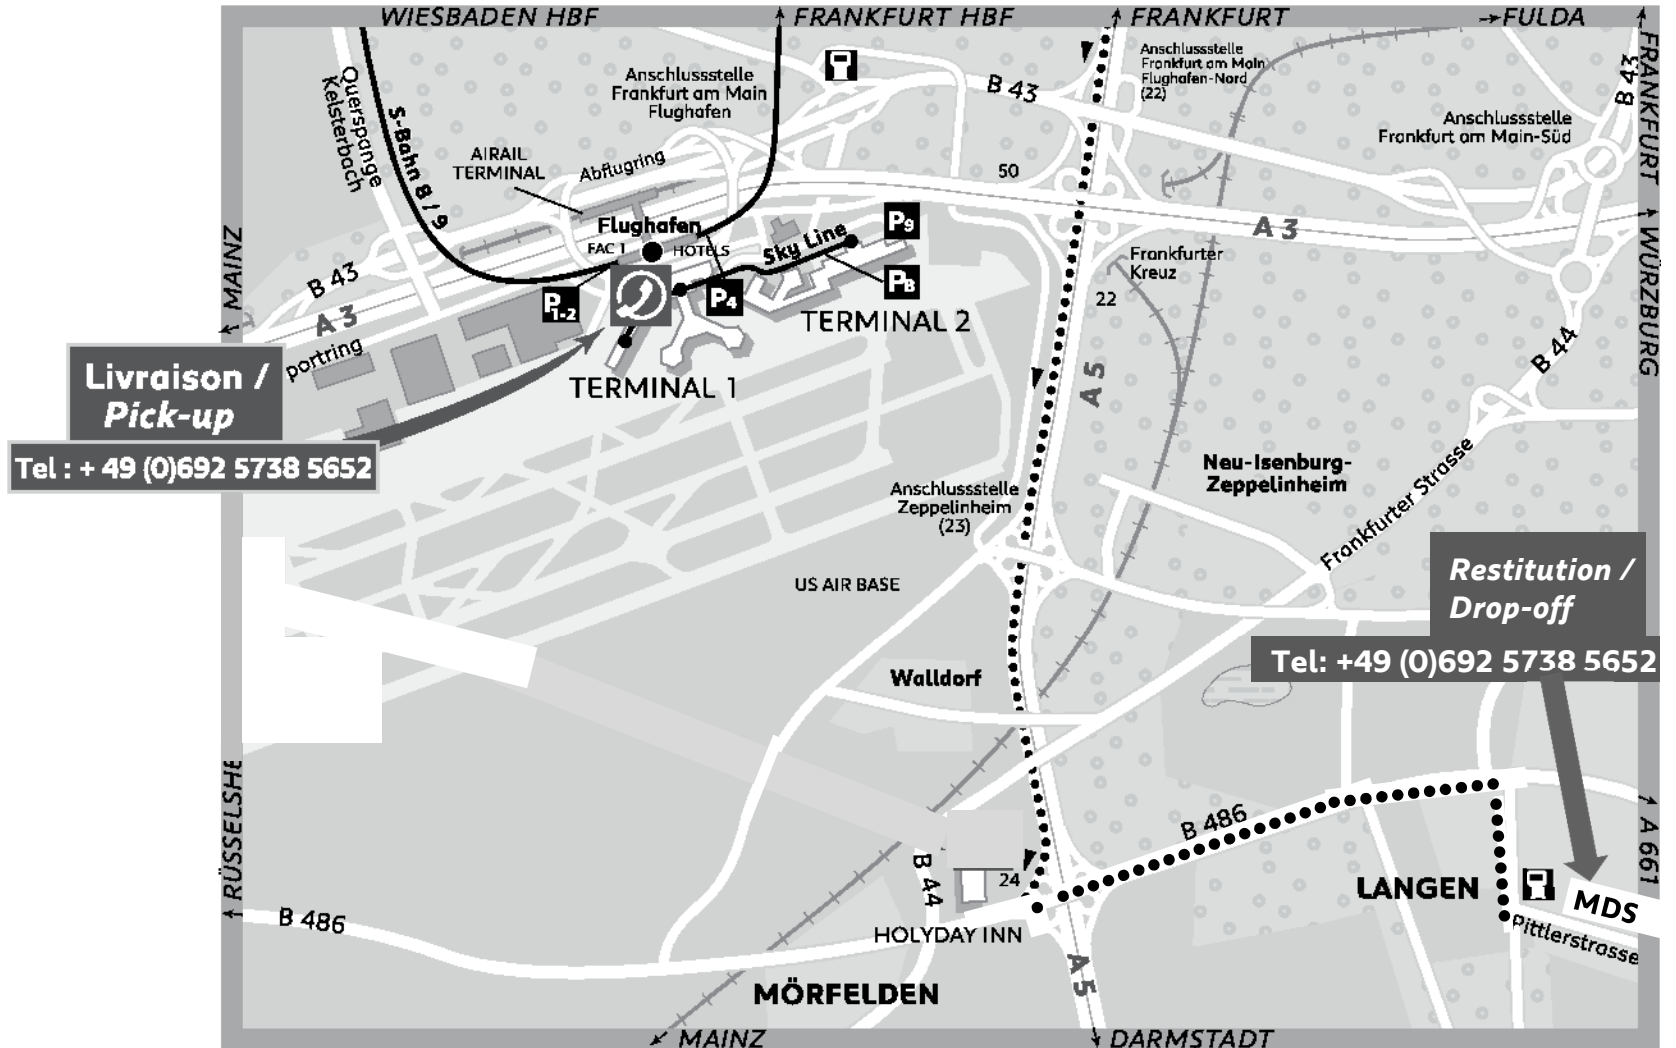 WIESBADEN HBF
FRANKFURT HBF
FRANKFURT
FULDA
FRANKFURT
B 43
Querspange
Kelsterbach
S-Bahn 8 / 9
Anschlussstelle
Frankfurt am Main
Flughafen
B 43
Anschlussstelle
Frankfurt am Main
Flughafen-Nord
(22)
Anschlussstelle
Frankfurt am Main-Süd
AIRAIL
TERMINAL
Abflugring
50
MAINZ
B 43
A 3
portring
Flughafen
FAC 1
HOTELS
Sky Line
P9
P8
P4
P1-2
TERMINAL 2
TERMINAL 1
A 3
Frankfurter
Kreuz
22
WÜRZBURG
B 44
A 5
Livraison /
Pick-up
Tel : + 49 (0)692 5738 5652
Neu-Isenburg-
Zeppelinheim
Frankfurter Strasse
Anschlussstelle
Zeppelinheim
(23)
US AIR BASE
Restitution /
Drop-off
Tel: +49 (0)692 5738 5652
Walldorf
RÜSSELSHE
B 486
B 44
24
HOLYDAY INN
B 486
LANGEN
MDS
Pittlerstrasse
A 661
MÖRFELDEN
A 5
MAINZ
DARMSTADT